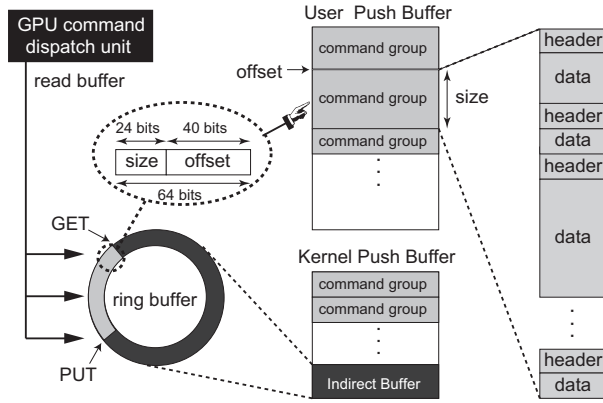 GPU command
dispatch unit
read buffer
24 bits
40 bits
size
offset
64 bits
GET
ring buffer
PUT
User Push Buffer
command group
offset
command group
size
command group
.
.
.
Kernel Push Buffer
command group
command group
.
.
.
Indirect Buffer
header
data
header
data
header
data
.
.
.
header
data